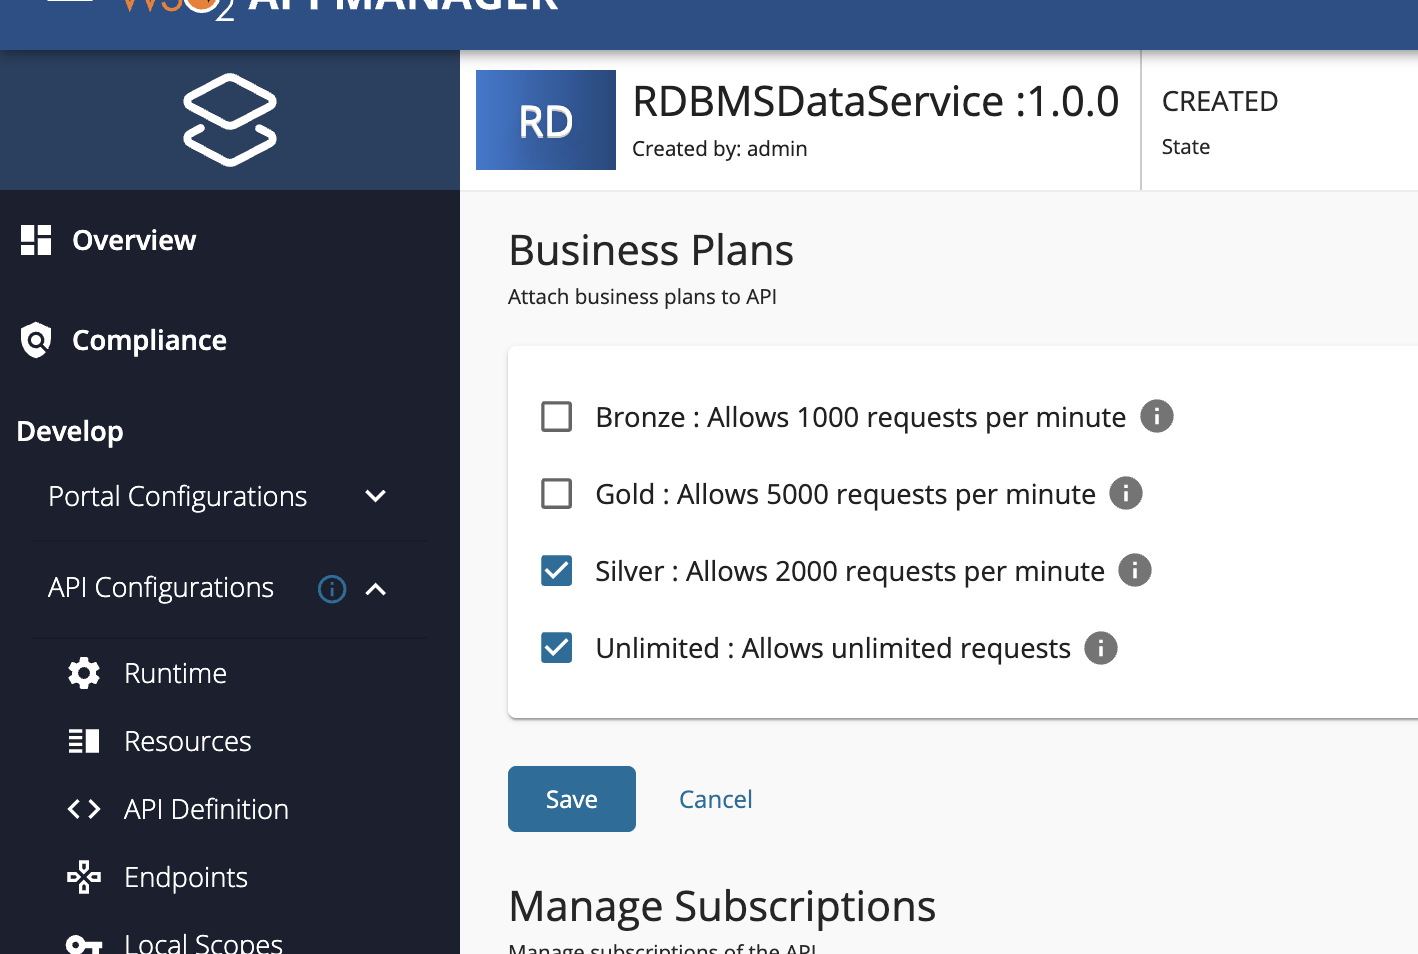 WSO2 API MANAGER
RD
RDBMSDataService :1.0.0
Created by: admin
CREATED
State
Overview
Compliance
Develop
Portal Configurations
API Configurations
Runtime
Resources
API Definition
Endpoints
Local Scopes
Business Plans
Attach business plans to API
Bronze : Allows 1000 requests per minute
Gold : Allows 5000 requests per minute
Silver : Allows 2000 requests per minute
Unlimited : Allows unlimited requests
Save
Cancel
Manage Subscriptions
Manage subscriptions of the API